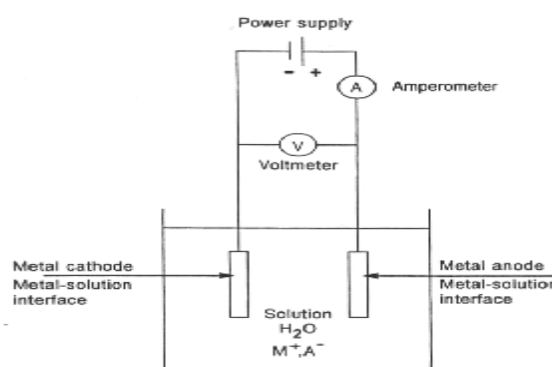 Power supply
- +
A
Amperometer
V
Voltmeter
Metal cathode
Metal-solution
interface
Metal anode
Metal-solution
interface
Solution
H₂O
M⁺,A⁻